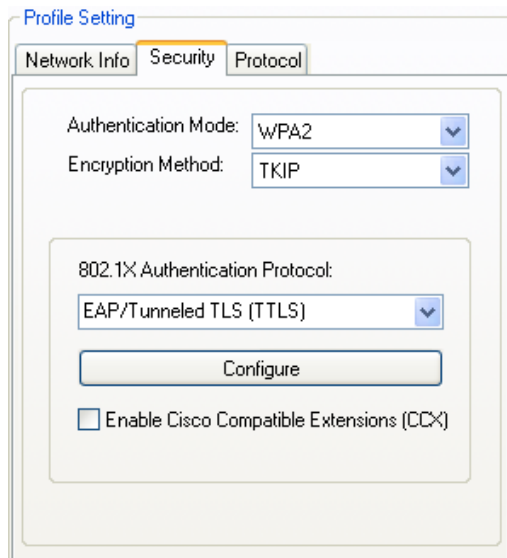 Profile Setting
Network Info Security Protocol
Authentication Mode: WPA2
Encryption Method: TKIP
802.1X Authentication Protocol:
EAP/Tunneled TLS (TTLS)
Configure
Enable Cisco Compatible Extensions (CCX)